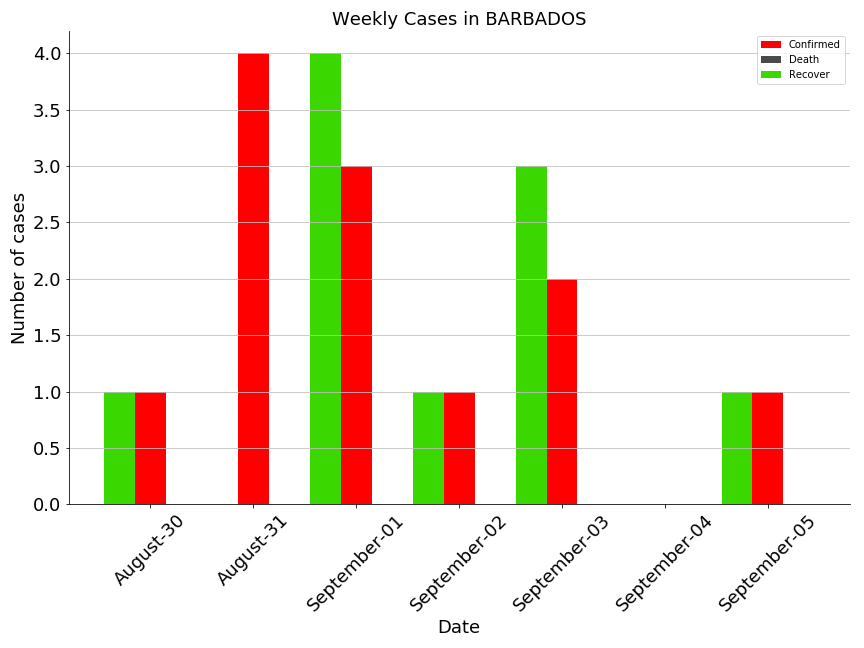 Weekly Cases in BARBADOS
Confirmed
Death
Recover
Number of cases
4.0
3.5
3.0
2.5
2.0
1.5
1.0
0.5
0.0
August-30
August-31
September-01
September-02
September-03
September-04
September-05
Date